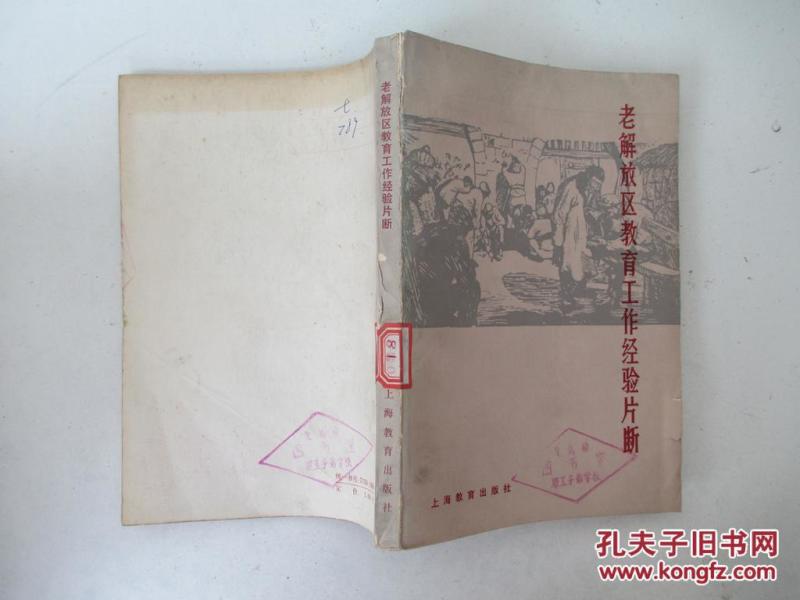 老解放区教育工作经验片断
上海教育出版社
老解放区教育工作经验片断
上海教育出版社
七
789
孔夫子旧书网
www.kongfz.com